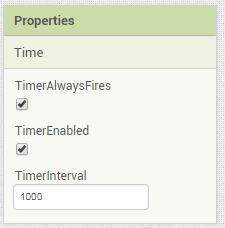 Properties
Time
TimerAlwaysFires
TimerEnabled
TimerInterval
1000